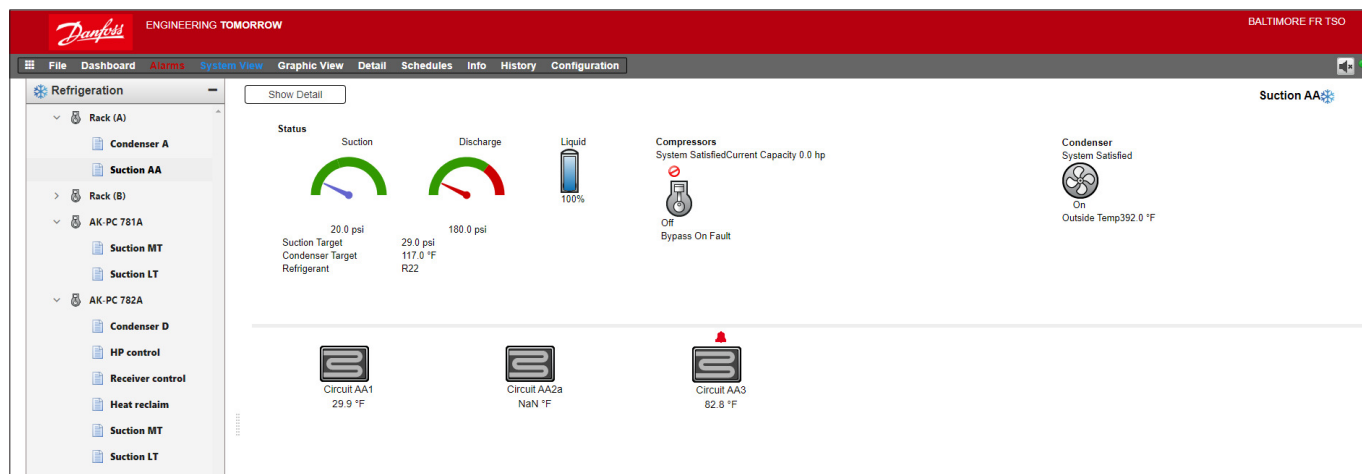 Danfoss
ENGINEERING TOMORROW
BALTIMORE FR TSO
File Dashboard Alarms System View Graphic View Detail Schedules Info History Configuration
Refrigeration
Rack (A)
Condenser A
Suction AA
Rack (B)
AK-PC 781A
Suction MT
Suction LT
AK-PC 782A
Condenser D
HP control
Receiver control
Heat reclaim
Suction MT
Suction LT
Show Detail
Suction AA
Status
Suction
Discharge
Liquid
100%
20.0 psi
180.0 psi
Suction Target 29.0 psi
Condenser Target 117.0 °F
Refrigerant R22
Compressors
System SatisfiedCurrent Capacity 0.0 hp
Off
Bypass On Fault
Condenser
System Satisfied
On
Outside Temp392.0 °F
Circuit AA1
29.9 °F
Circuit AA2a
NaN °F
Circuit AA3
82.8 °F